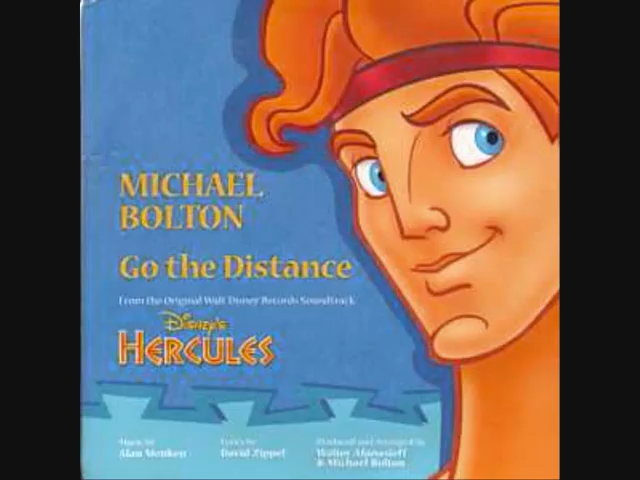 MICHAEL
BOLTON
Go the Distance
From the Original Walt Disney Records Soundtrack
Disney's
HERCULES
Music by
Alan Menken
Lyrics by
David Zippel
Produced and Arranged by
Walter Afanasieff
& Michael Bolton